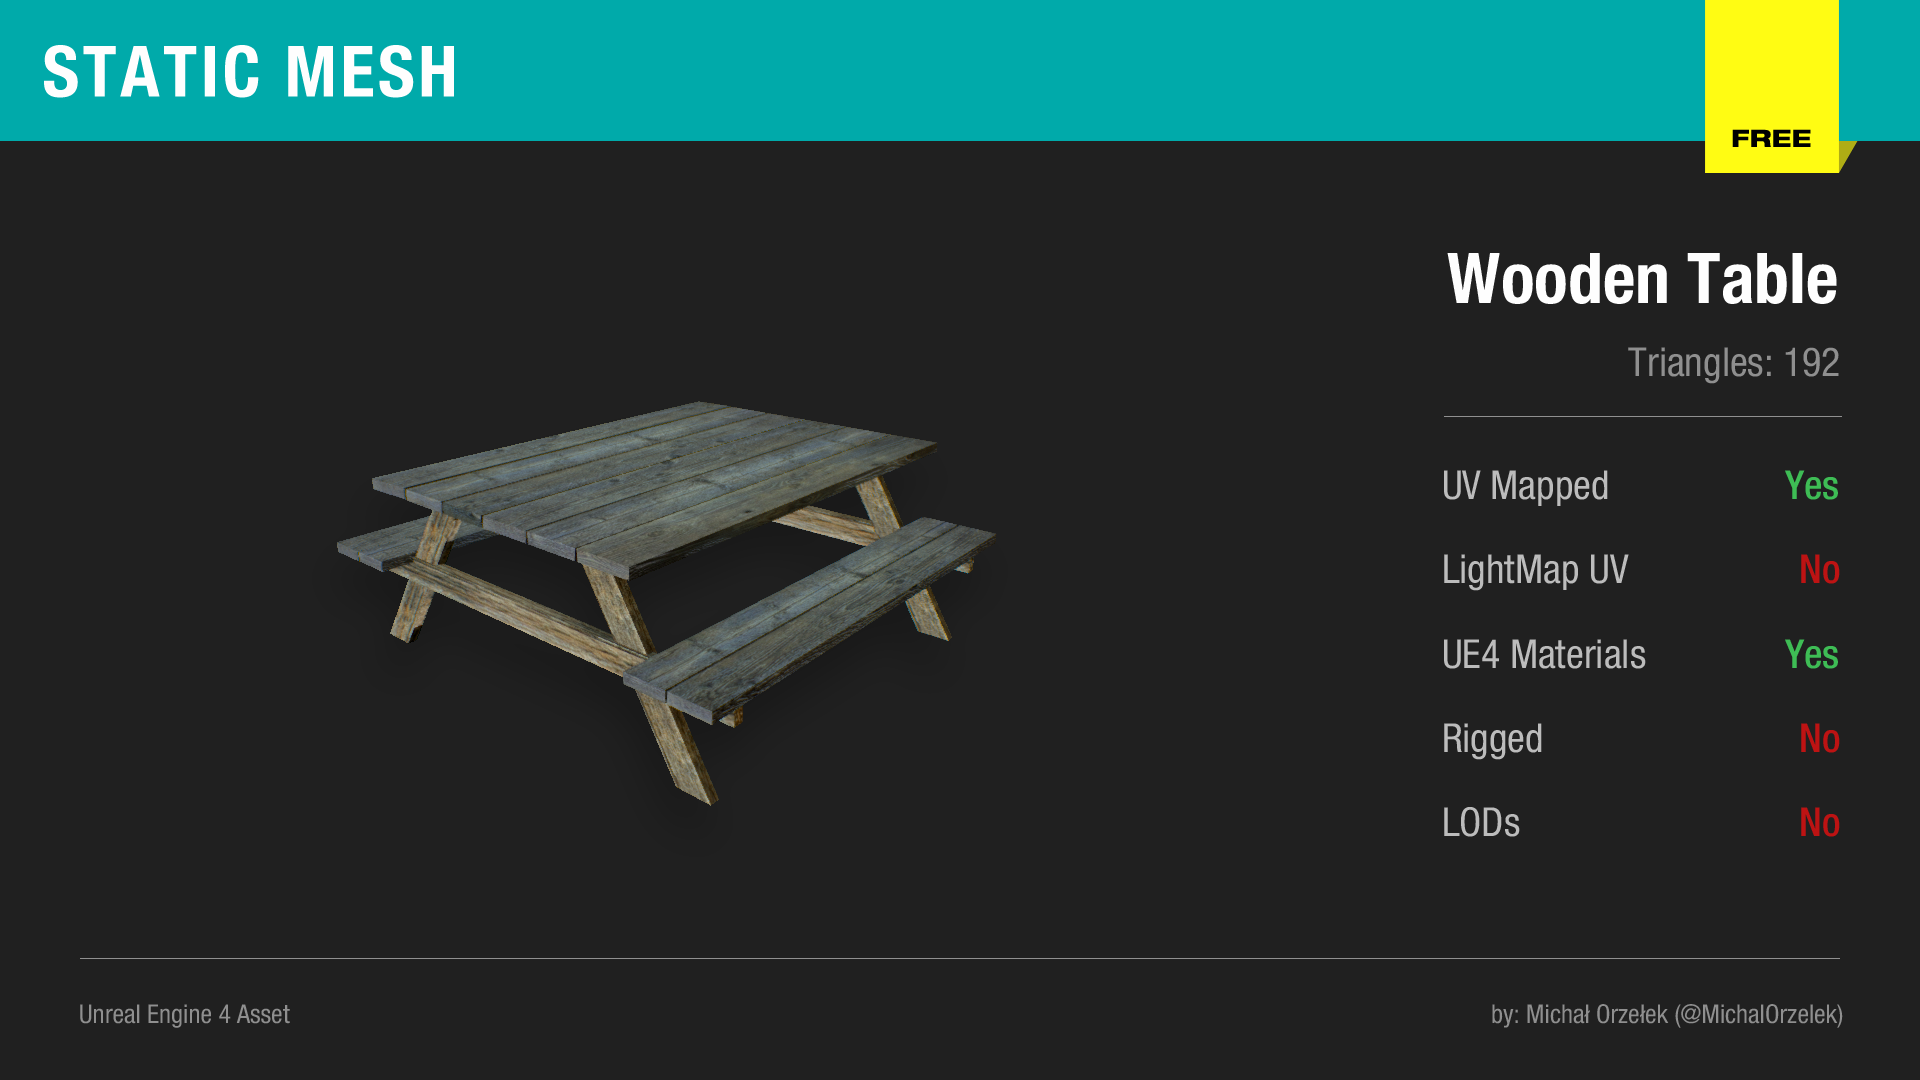 STATIC MESH
FREE
Wooden Table
Triangles: 192
UV Mapped Yes
LightMap UV No
UE4 Materials Yes
Rigged No
LODs No
Unreal Engine 4 Asset
by: Michał Orzełek (@MichalOrzelek)